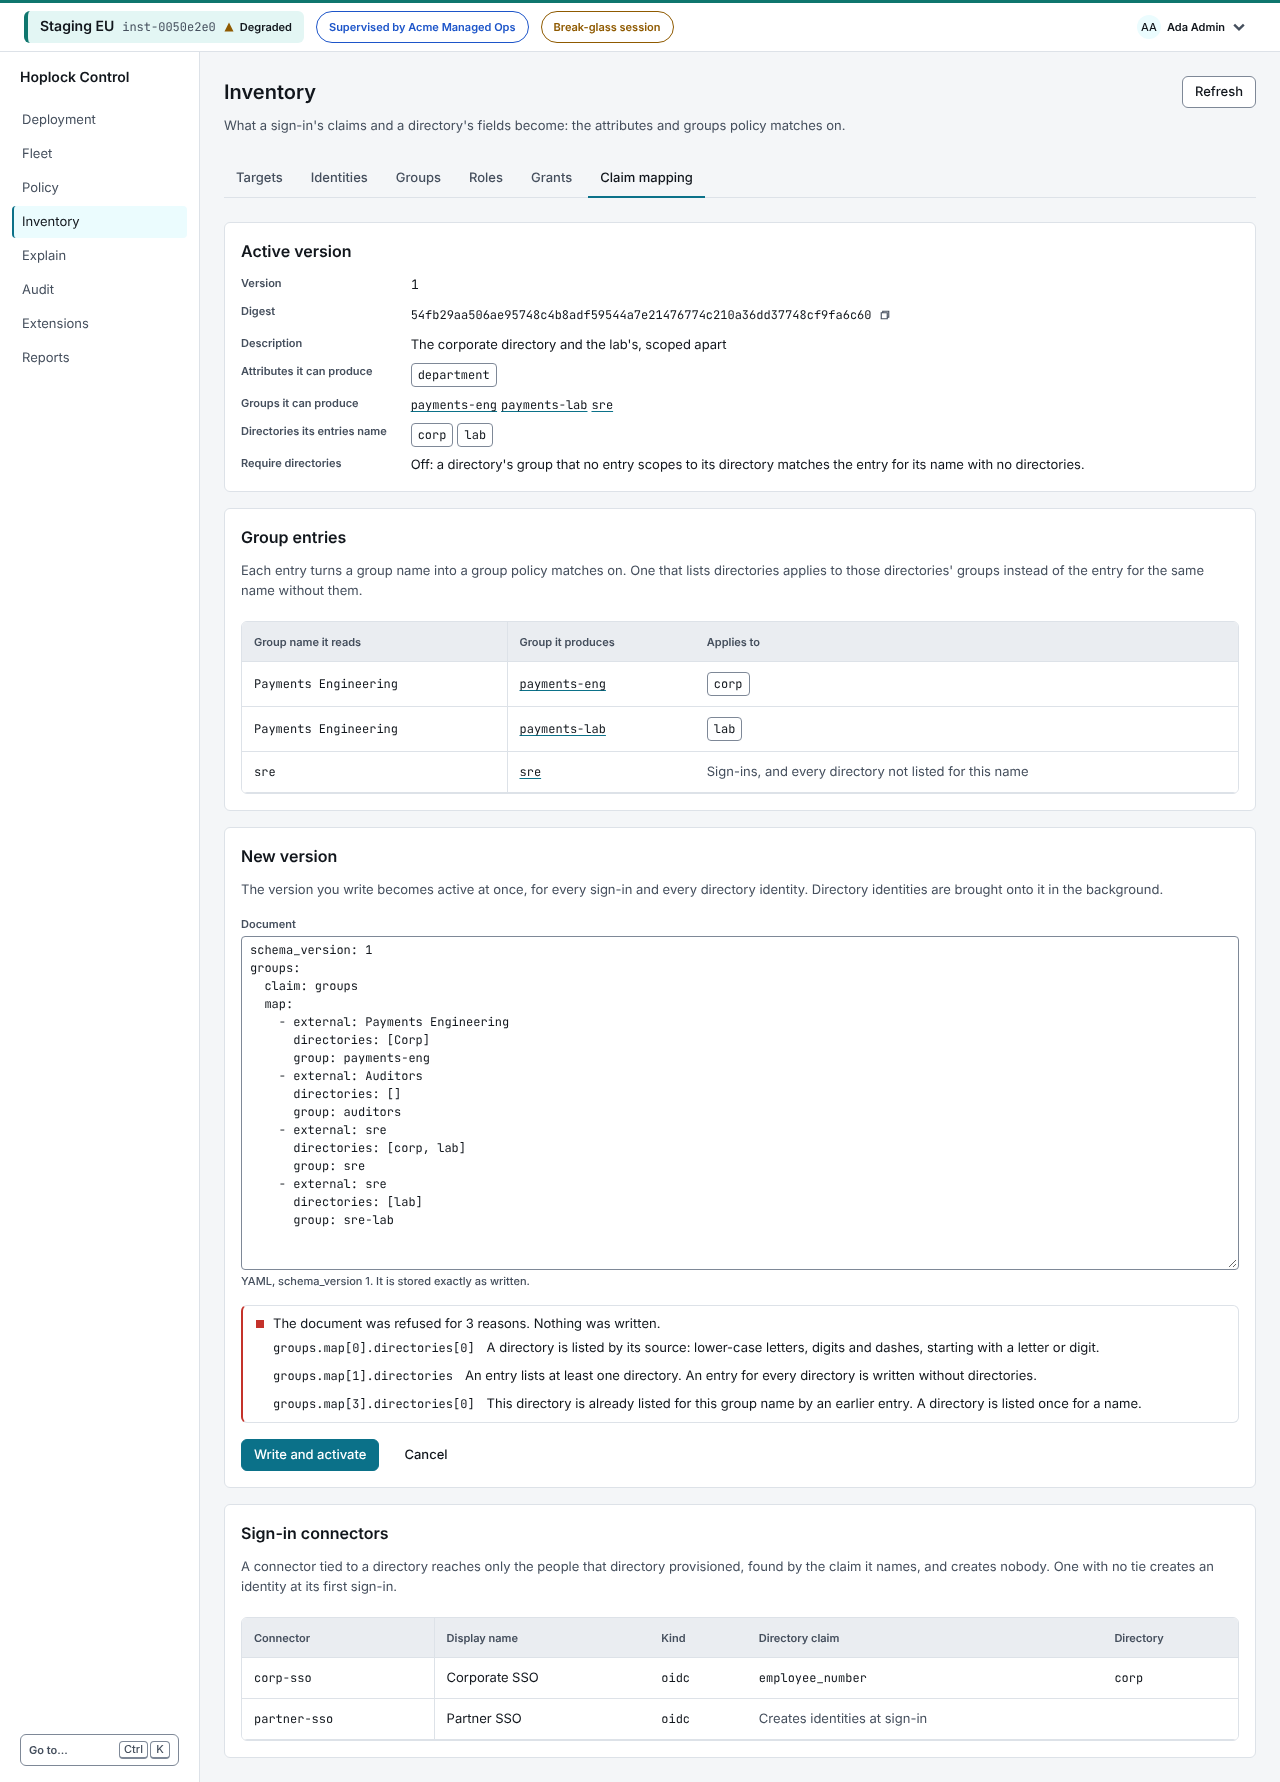 Staging EU inst-0050e2e0 Degraded Supervised by Acme Managed Ops Break-glass session AA Ada Admin
Hoplock Control
Deployment
Fleet
Policy
Inventory
Explain
Audit
Extensions
Reports
Go to... Ctrl K
Inventory
Refresh
What a sign-in's claims and a directory's fields become: the attributes and groups policy matches on.
Targets Identities Groups Roles Grants Claim mapping
Active version
Version 1
Digest 54fb29aa506ae95748c4b8adf59544a7e21476774c210a36dd37748cf9fa6c60
Description The corporate directory and the lab's, scoped apart
Attributes it can produce department
Groups it can produce payments-eng payments-lab sre
Directories its entries name corp lab
Require directories Off: a directory's group that no entry scopes to its directory matches the entry for its name with no directories.
Group entries
Each entry turns a group name into a group policy matches on. One that lists directories applies to those directories' groups instead of the entry for the same
name without them.
Group name it reads Group it produces Applies to
Payments Engineering payments-eng corp
Payments Engineering payments-lab lab
sre sre Sign-ins, and every directory not listed for this name
New version
The version you write becomes active at once, for every sign-in and every directory identity. Directory identities are brought onto it in the background.
Document
schema_version: 1
groups:
  claim: groups
  map:
    - external: Payments Engineering
      directories: [Corp]
      group: payments-eng
    - external: Auditors
      directories: []
      group: auditors
    - external: sre
      directories: [corp, lab]
      group: sre
    - external: sre
      directories: [lab]
      group: sre-lab
YAML, schema_version 1. It is stored exactly as written.
The document was refused for 3 reasons. Nothing was written.
groups.map[0].directories[0] A directory is listed by its source: lower-case letters, digits and dashes, starting with a letter or digit.
groups.map[1].directories An entry lists at least one directory. An entry for every directory is written without directories.
groups.map[3].directories[0] This directory is already listed for this group name by an earlier entry. A directory is listed once for a name.
Write and activate Cancel
Sign-in connectors
A connector tied to a directory reaches only the people that directory provisioned, found by the claim it names, and creates nobody. One with no tie creates an
identity at its first sign-in.
Connector Display name Kind Directory claim Directory
corp-sso Corporate SSO oidc employee_number corp
partner-sso Partner SSO oidc Creates identities at sign-in